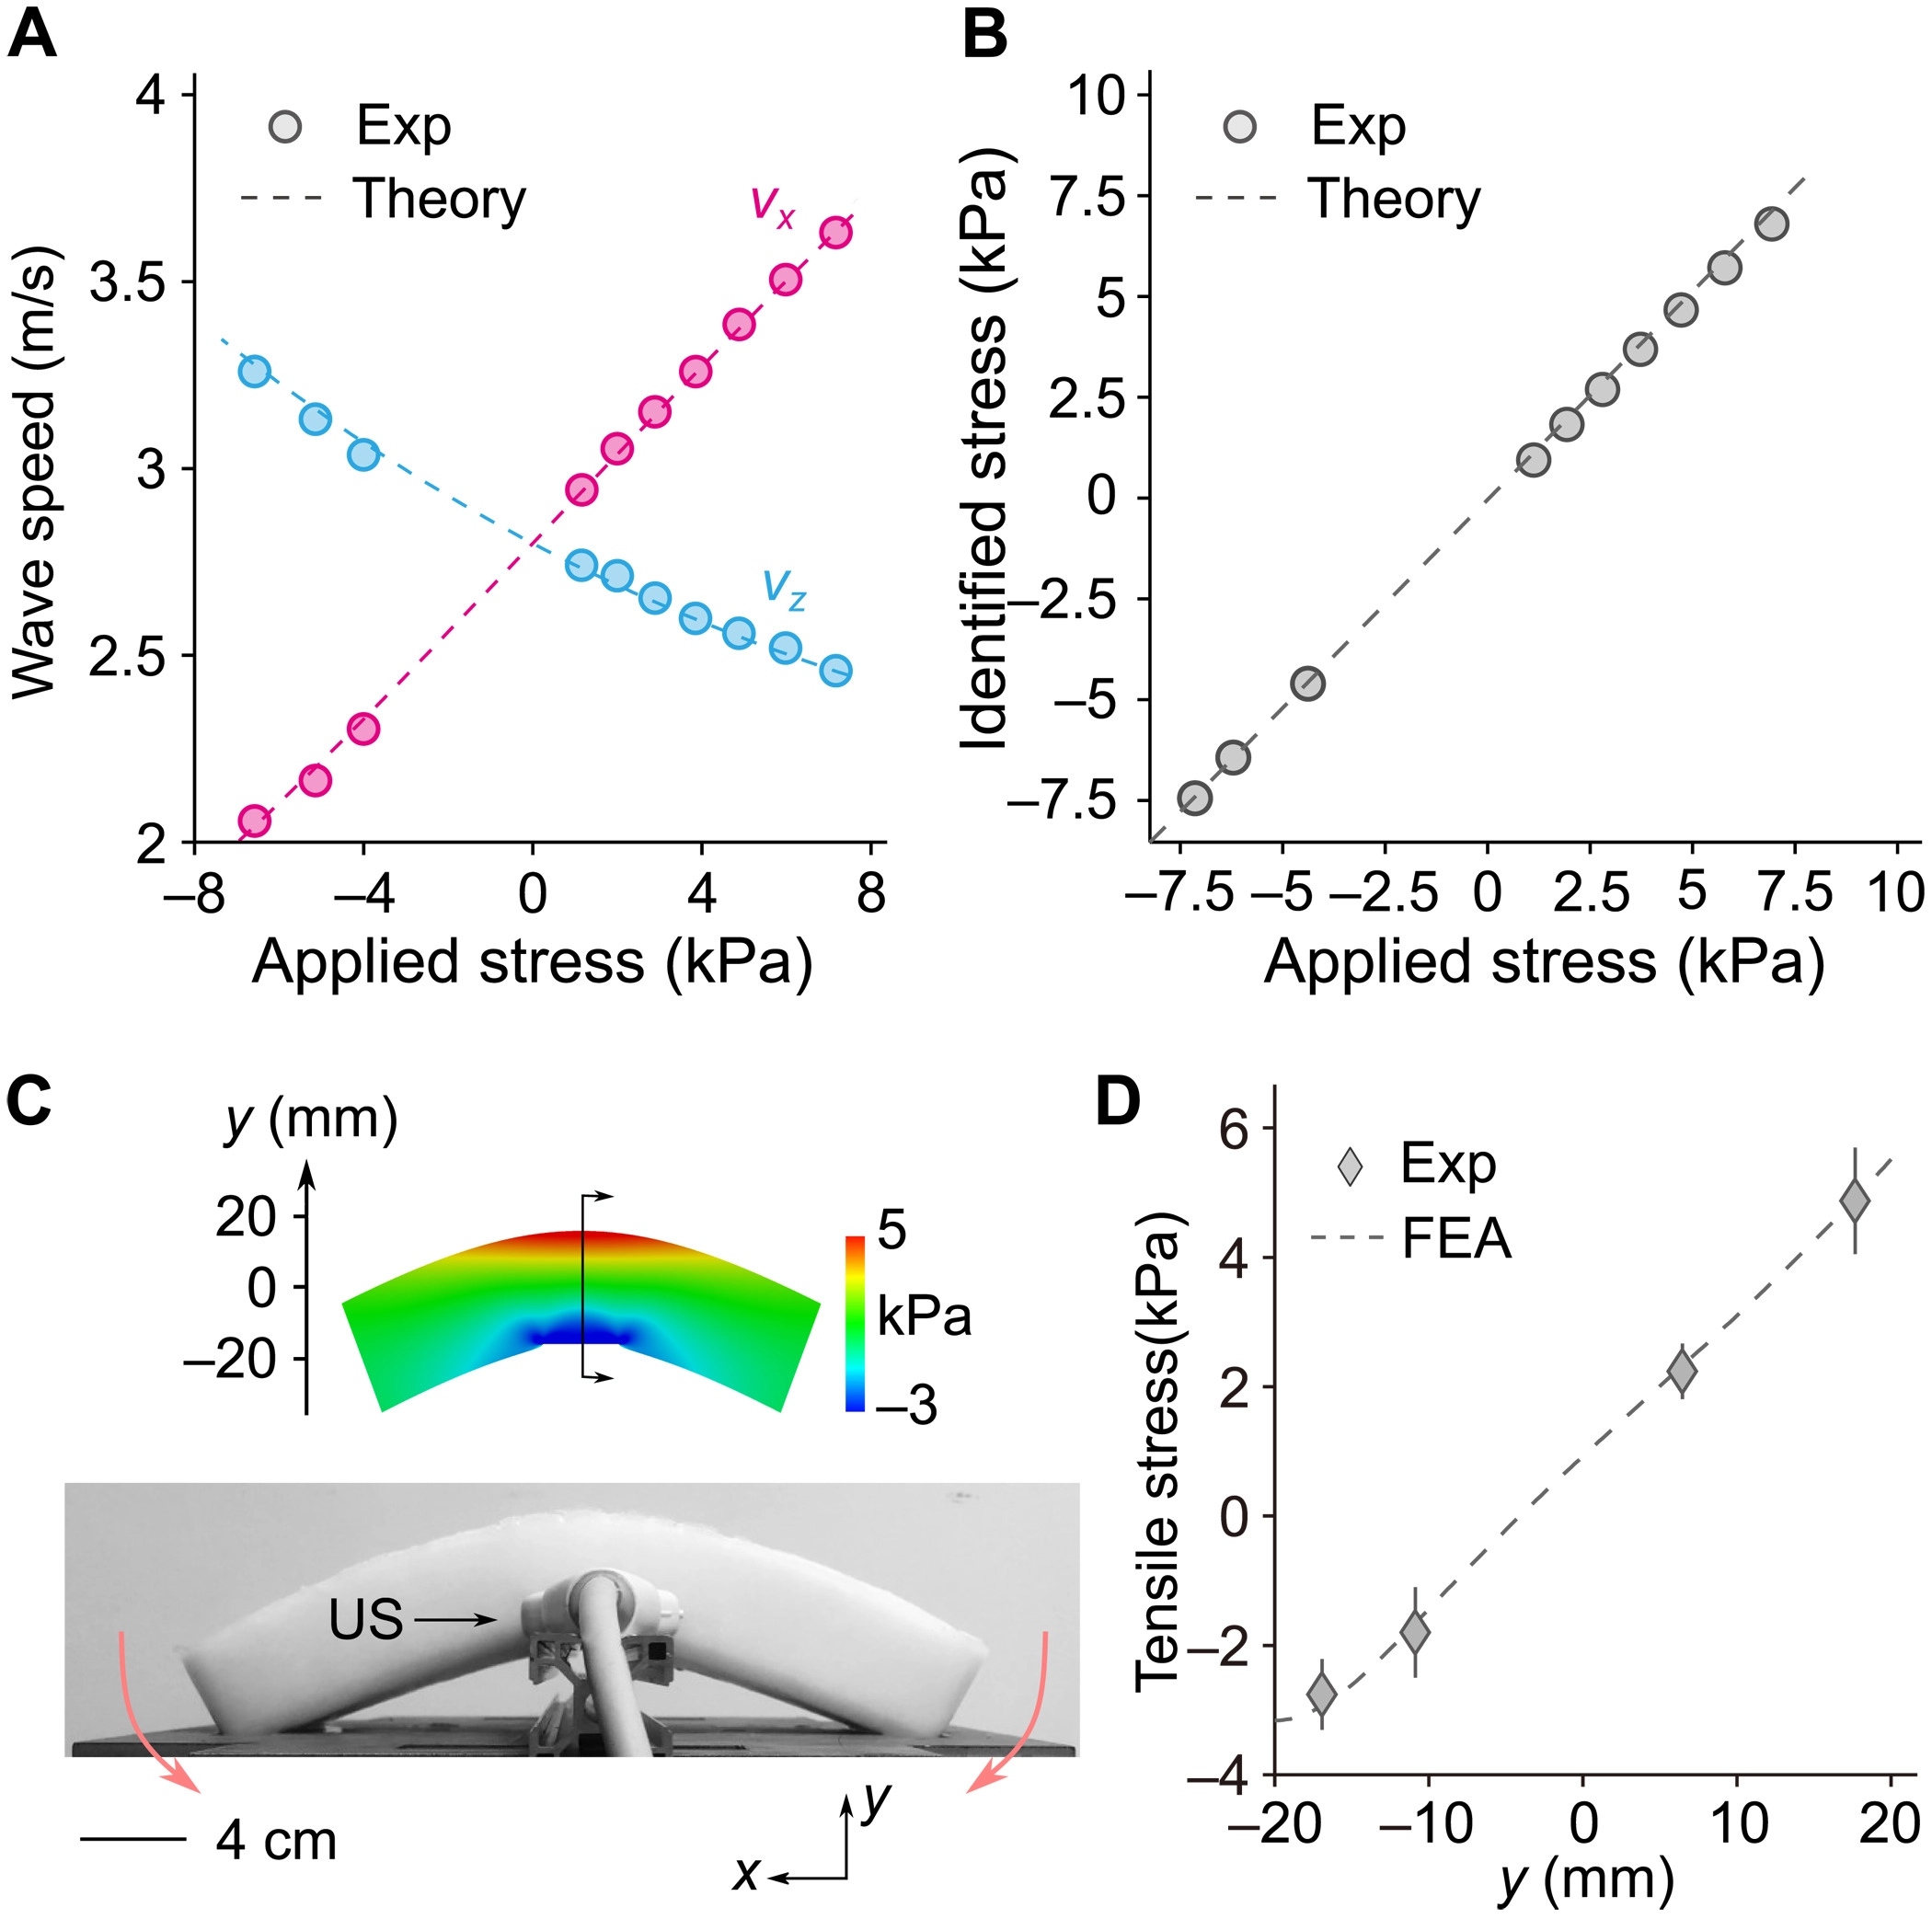 A
4
3.5
3
2.5
2
Wave speed (m/s)
Exp
Theory
vx
vz
–8
–4
0
4
8
Applied stress (kPa)
B
10
7.5
5
2.5
0
–2.5
–5
–7.5
Identified stress (kPa)
Exp
Theory
–7.5
–5
–2.5
0
2.5
5
7.5
10
Applied stress (kPa)
C
y (mm)
20
0
–20
5
kPa
–3
US
4 cm
y
x
D
6
4
2
0
–2
–4
Tensile stress(kPa)
Exp
FEA
–20
–10
0
10
20
y (mm)